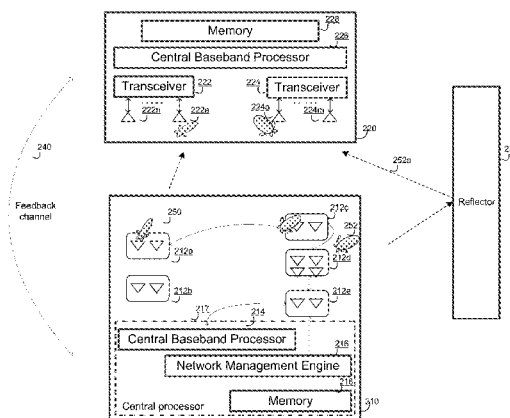 228
Memory
226
Central Baseband Processor
Transceiver 222 224 Transceiver
222n 222a 224a 224m
220
240
252a
Feedback channel
Reflector
250
212a
212c
252
212d
212b
212e
217
214
Central Baseband Processor
216
Network Management Engine
218
Memory
Central processor
210